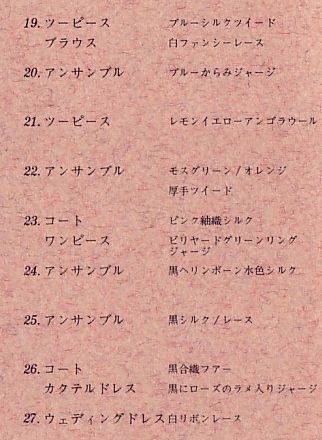 19. ツーピース ブルーシルクツイード
ブラウス 白ファンシーレース
20. アンサンブル ブルーからみジャージ
21. ツーピース レモンイエローアンゴラウール
22. アンサンブル モスグリーン/オレンジ
厚手ツイード
23. コート ピンク紬織シルク
ワンピース ビリヤードグリーンリング
ジャージ
24. アンサンブル 黒ヘリンボーン水色シルク
25. アンサンブル 黒シルク/レース
26. コート 黒合繊フアー
カクテルドレス 黒にローズのラメ入りジャージ
27. ウェディングドレス 白リボンレース